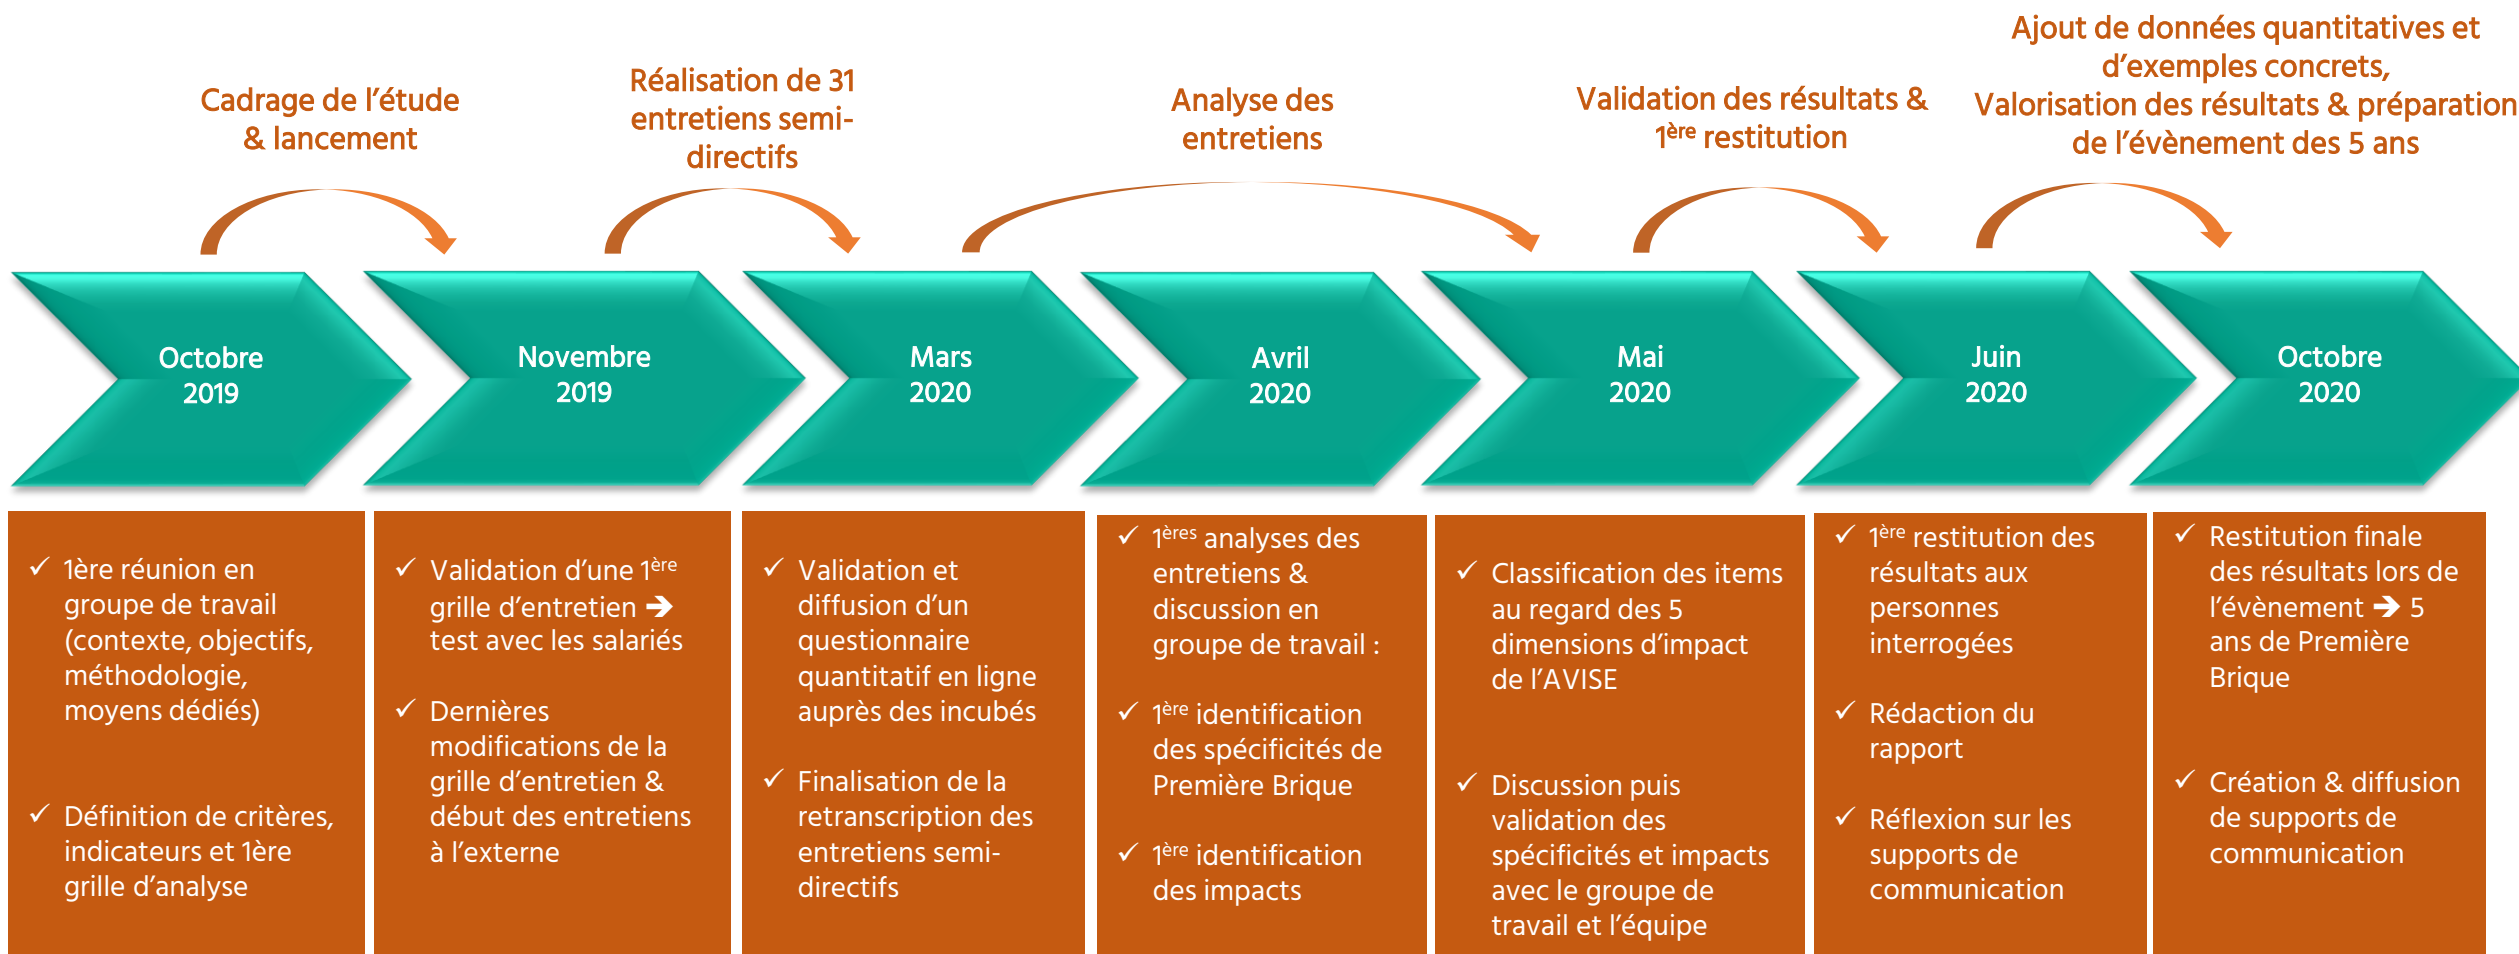 Cadrage de l’étude
& lancement
Réalisation de 31
entretiens semi-
directifs
Analyse des
entretiens
Validation des résultats &
1ère restitution
Ajout de données quantitatives et
d’exemples concrets,
Valorisation des résultats & préparation
de l’évènement des 5 ans
Octobre
2019
Novembre
2019
Mars
2020
Avril
2020
Mai
2020
Juin
2020
Octobre
2020
✓ 1ère réunion en
groupe de travail
(contexte, objectifs,
méthodologie,
moyens dédiés)
✓ Définition de critères,
indicateurs et 1ère
grille d’analyse
✓ Validation d’une 1ère
grille d’entretien ➔
test avec les salariés
✓ Dernières
modifications de la
grille d’entretien &
début des entretiens
à l’externe
✓ Validation et
diffusion d’un
questionnaire
quantitatif en ligne
auprès des incubés
✓ Finalisation de la
retranscription des
entretiens semi-
directifs
✓ 1ères analyses des
entretiens &
discussion en
groupe de travail :
✓ 1ère identification
des spécificités de
Première Brique
✓ 1ère identification
des impacts
✓ Classification des items
au regard des 5
dimensions d’impact
de l’AVISE
✓ Discussion puis
validation des
spécificités et impacts
avec le groupe de
travail et l’équipe
✓ 1ère restitution des
résultats aux
personnes
interrogées
✓ Rédaction du
rapport
✓ Réflexion sur les
supports de
communication
✓ Restitution finale
des résultats lors de
l’évènement ➔ 5
ans de Première
Brique
✓ Création & diffusion
de supports de
communication